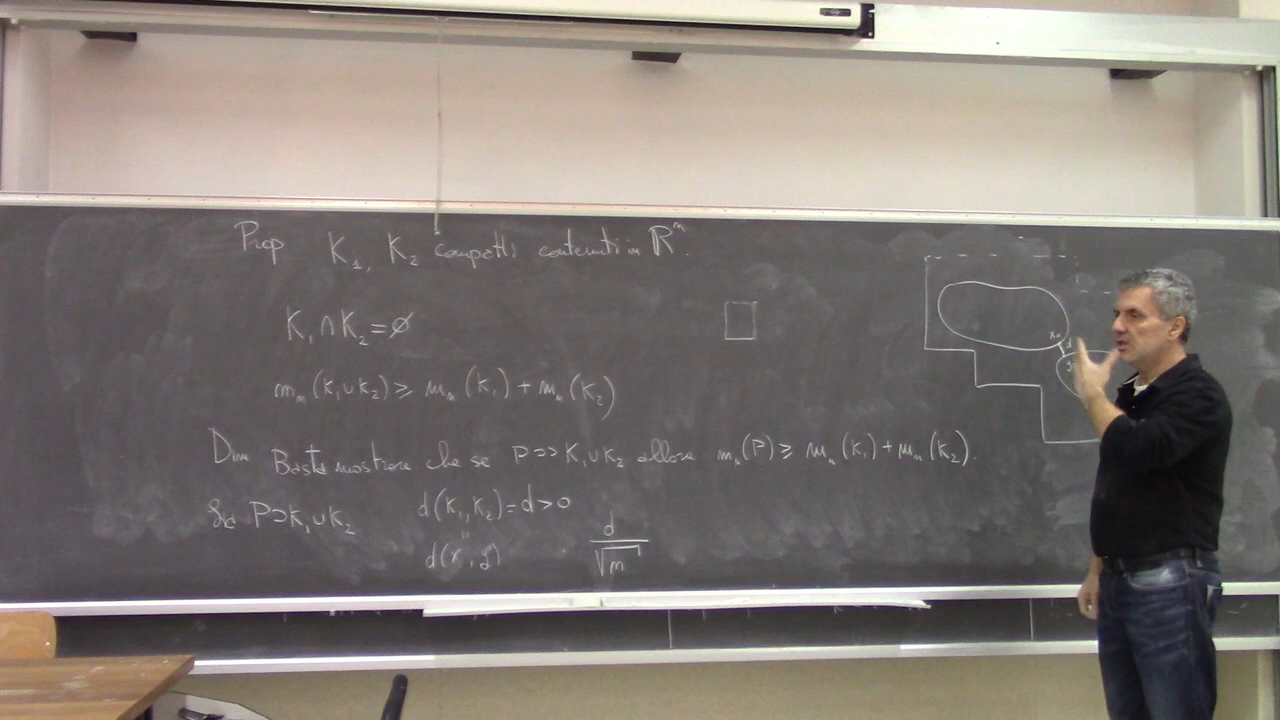 Prop K₁, K₂ compatti contenuti in ℝⁿ.
K₁∩K₂=∅
mₙ(K₁∪K₂) ≥ mₙ(K₁) + mₙ(K₂)
Dim Basta mostrare che se P⊃K₁∪K₂ allora mₙ(P) ≥ mₙ(K₁) + mₙ(K₂).
Sia P⊃K₁∪K₂ d(K₁,K₂)=d>0
d(x,y) d/√n
x₀ d